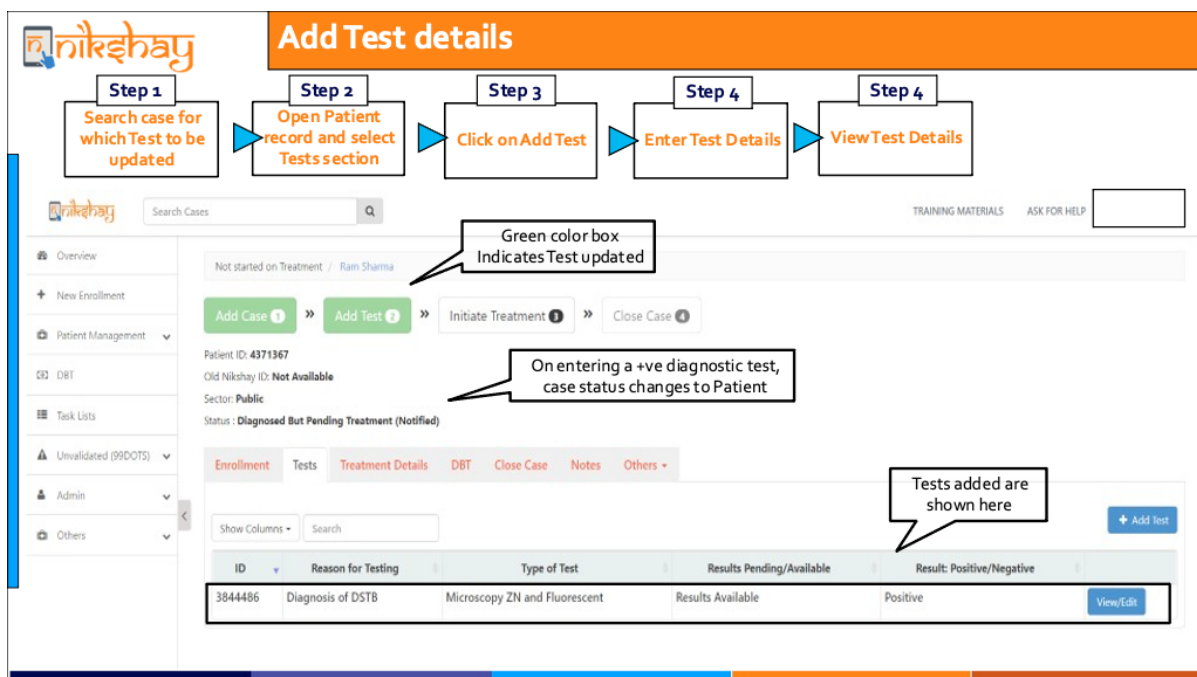 nikshay
Add Test details
Step 1
Search case for
which Test to be
updated
Step 2
Open Patient
record and select
Tests section
Step 3
Click on Add Test
Step 4
Enter Test Details
Step 4
View Test Details
nikshay
Search Cases
TRAINING MATERIALS ASK FOR HELP
Overview
New Enrollment
Patient Management
DBT
Task Lists
Unvalidated (99DOTS)
Admin
Others
Green color box
Indicates Test updated
Not started on Treatment / Ram Sharma
Add Case 1 » Add Test 2 » Initiate Treatment 3 » Close Case 4
Patient ID: 4371367
Old Nikshay ID: Not Available
Sector: Public
Status : Diagnosed But Pending Treatment (Notified)
On entering a +ve diagnostic test,
case status changes to Patient
Enrollment Tests Treatment Details DBT Close Case Notes Others
Tests added are
shown here
+ Add Test
Show Columns Search
ID Reason for Testing Type of Test Results Pending/Available Result: Positive/Negative
3844486 Diagnosis of DSTB Microscopy ZN and Fluorescent Results Available Positive View/Edit